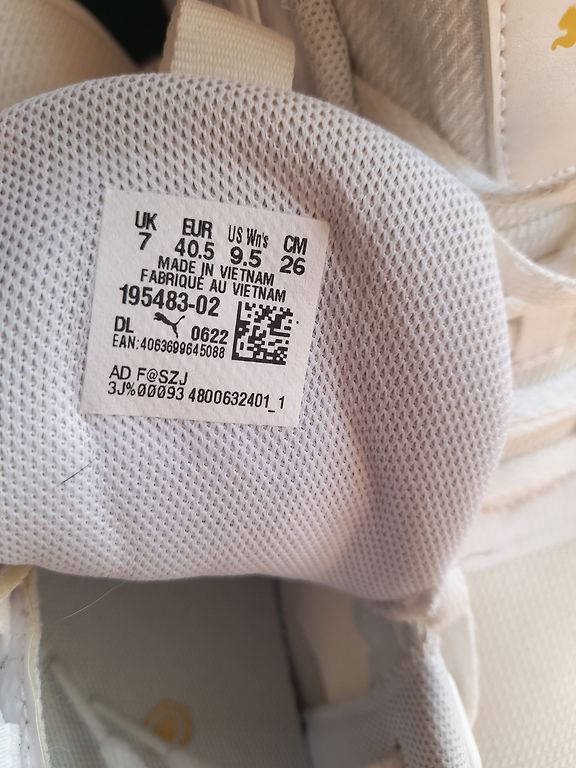 UK EUR US Wn's CM
7 40.5 9.5 26
MADE IN VIETNAM
FABRIQUÉ AU VIETNAM
195483-02
DL 0622
EAN:4063699645088
AD F@SZJ
3J%00093 4800632401_1